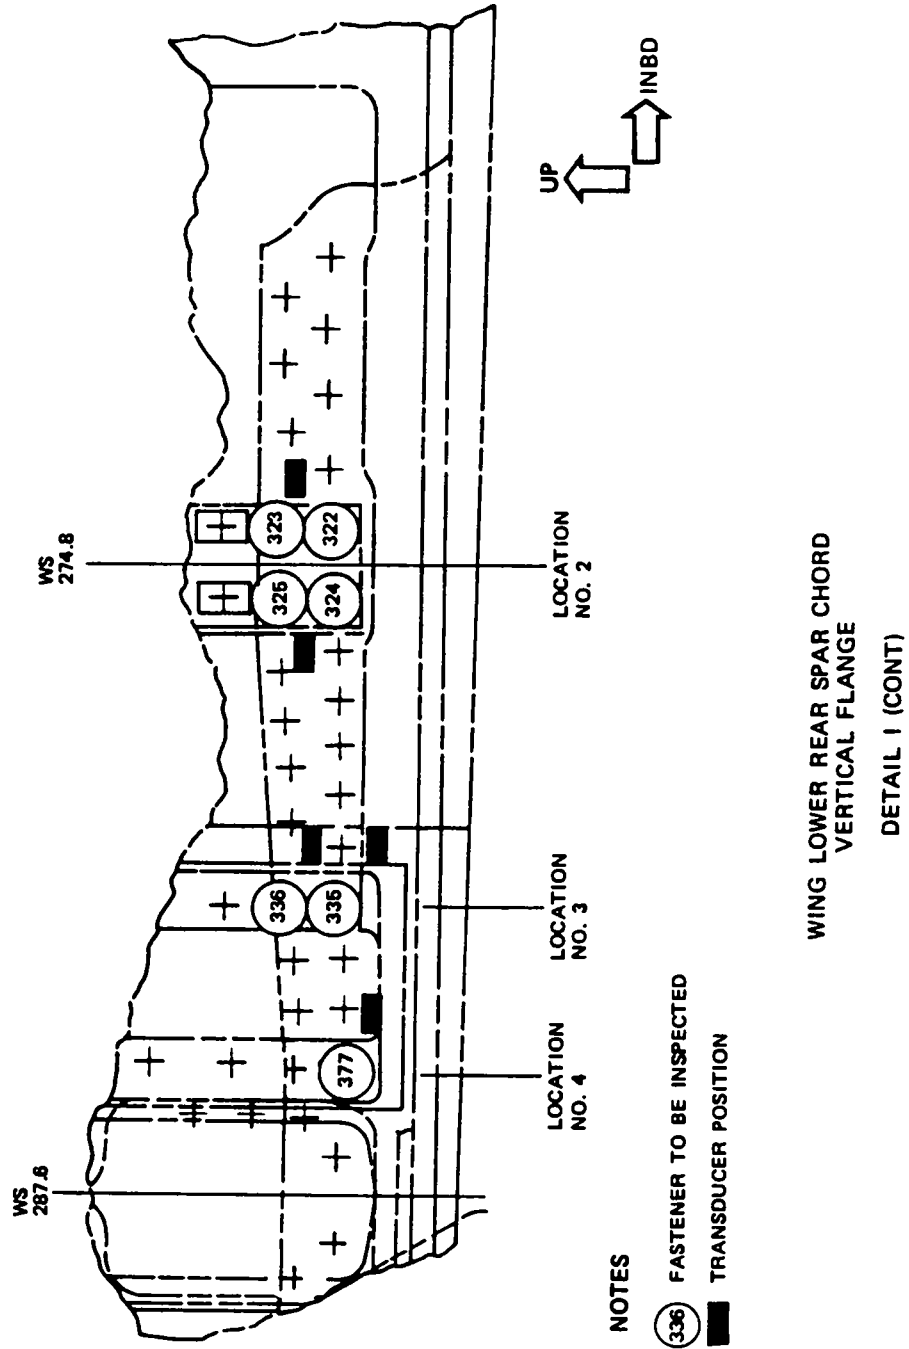 WS
287.6
WS
274.8
377
336
335
325
324
323
322
LOCATION
NO. 4
LOCATION
NO. 3
LOCATION
NO. 2
UP
INBD
NOTES
336 FASTENER TO BE INSPECTED
TRANSDUCER POSITION
WING LOWER REAR SPAR CHORD
VERTICAL FLANGE
DETAIL I (CONT)